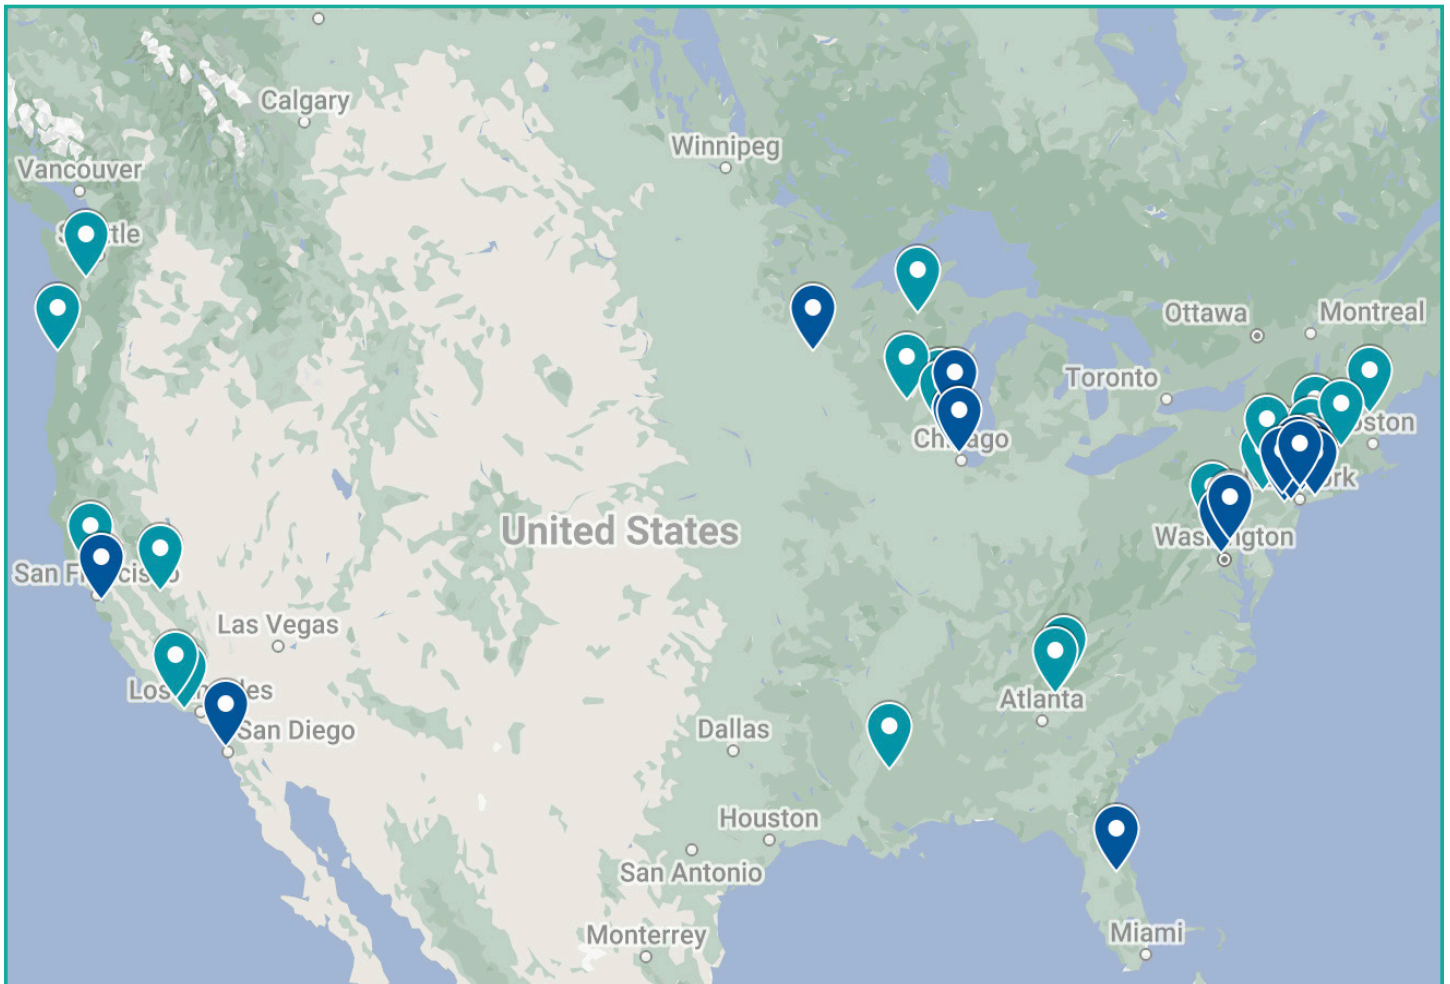 Calgary
Winnipeg
Vancouver
Ottawa
Montreal
Toronto
United States
Las Vegas
San Diego
Atlanta
Dallas
Houston
San Antonio
Monterrey
Miami